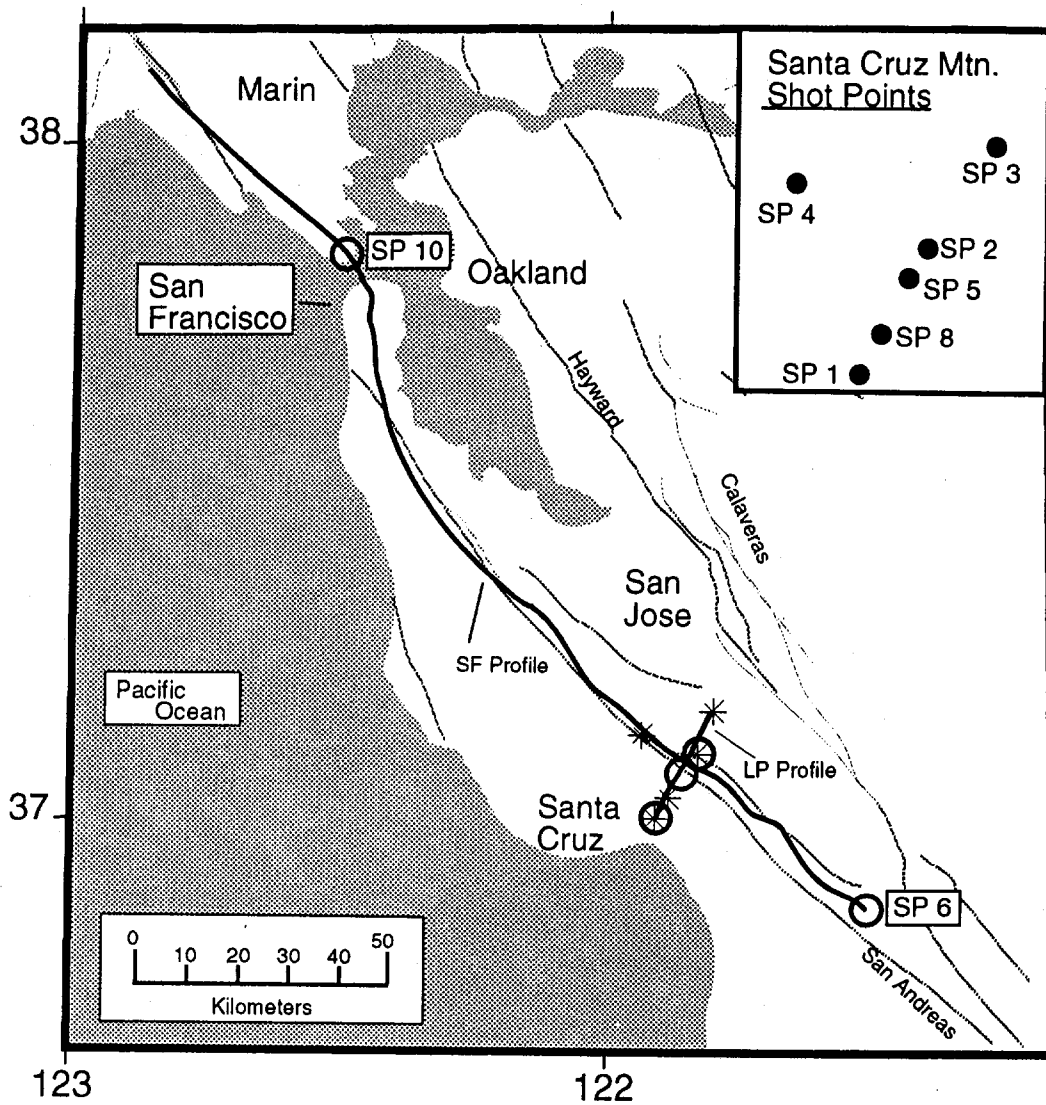 Marin
Santa Cruz Mtn.
Shot Points
38
SP 3
SP 4
SP 10
SP 2
Oakland
SP 5
San
Francisco
SP 8
Hayward
SP 1
Calaveras
San
Jose
SF Profile
Pacific
Ocean
LP Profile
37
Santa
Cruz
SP 6
0 50
10 20 30 40
Kilometers
San Andreas
123
122